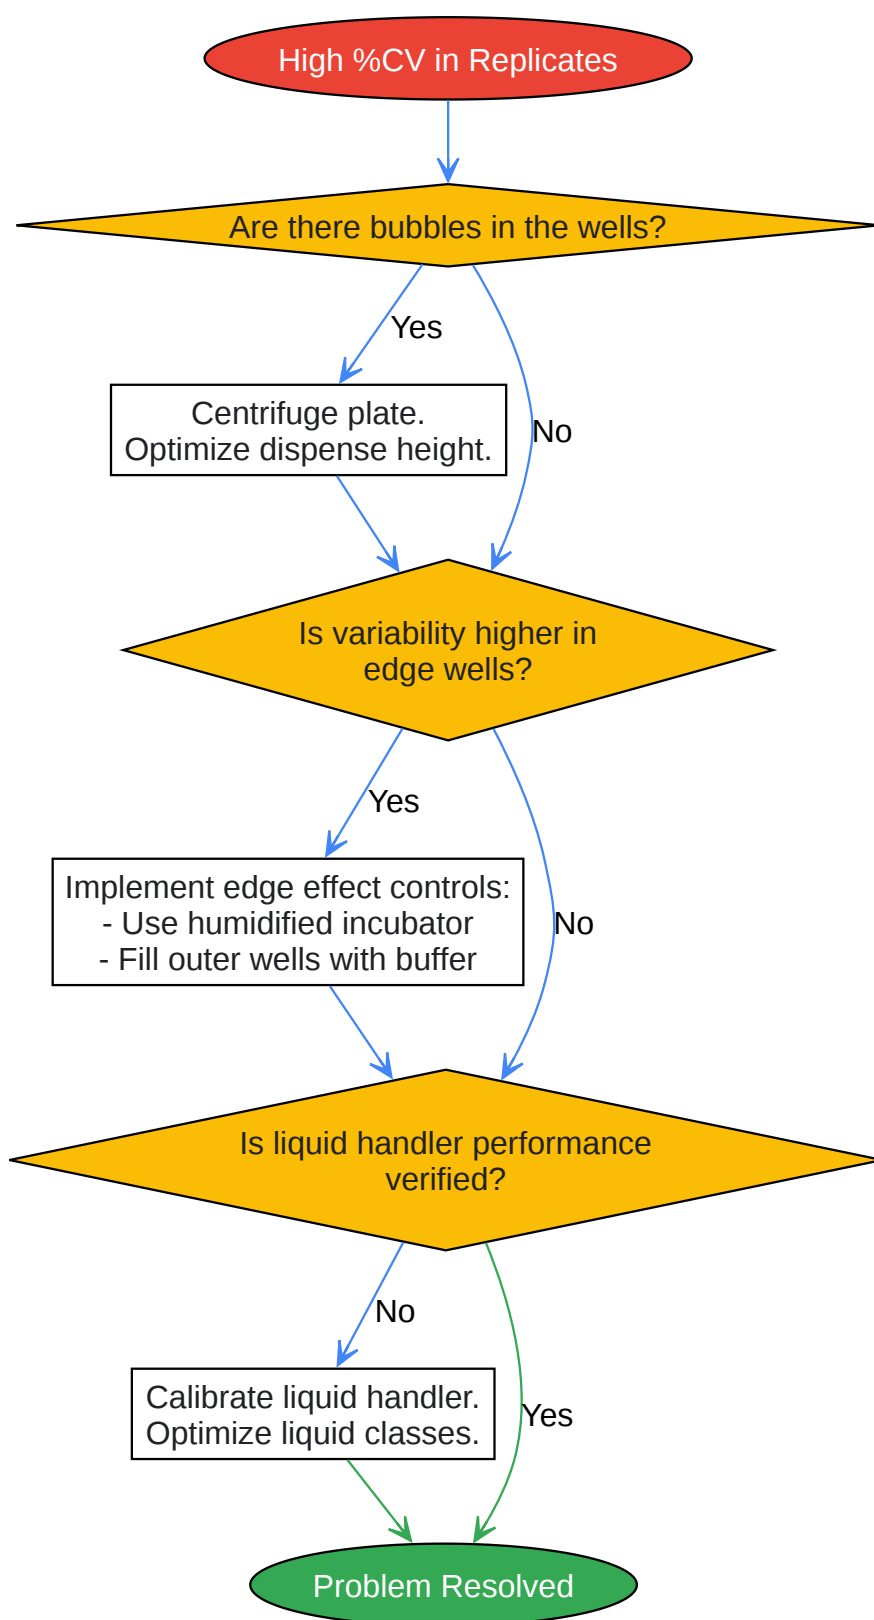 High %CV in Replicates
Are there bubbles in the wells?
Yes
Centrifuge plate.
Optimize dispense height.
No
Is variability higher in
edge wells?
Yes
Implement edge effect controls:
- Use humidified incubator
- Fill outer wells with buffer
No
Is liquid handler performance
verified?
No
Calibrate liquid handler.
Optimize liquid classes.
Yes
Problem Resolved